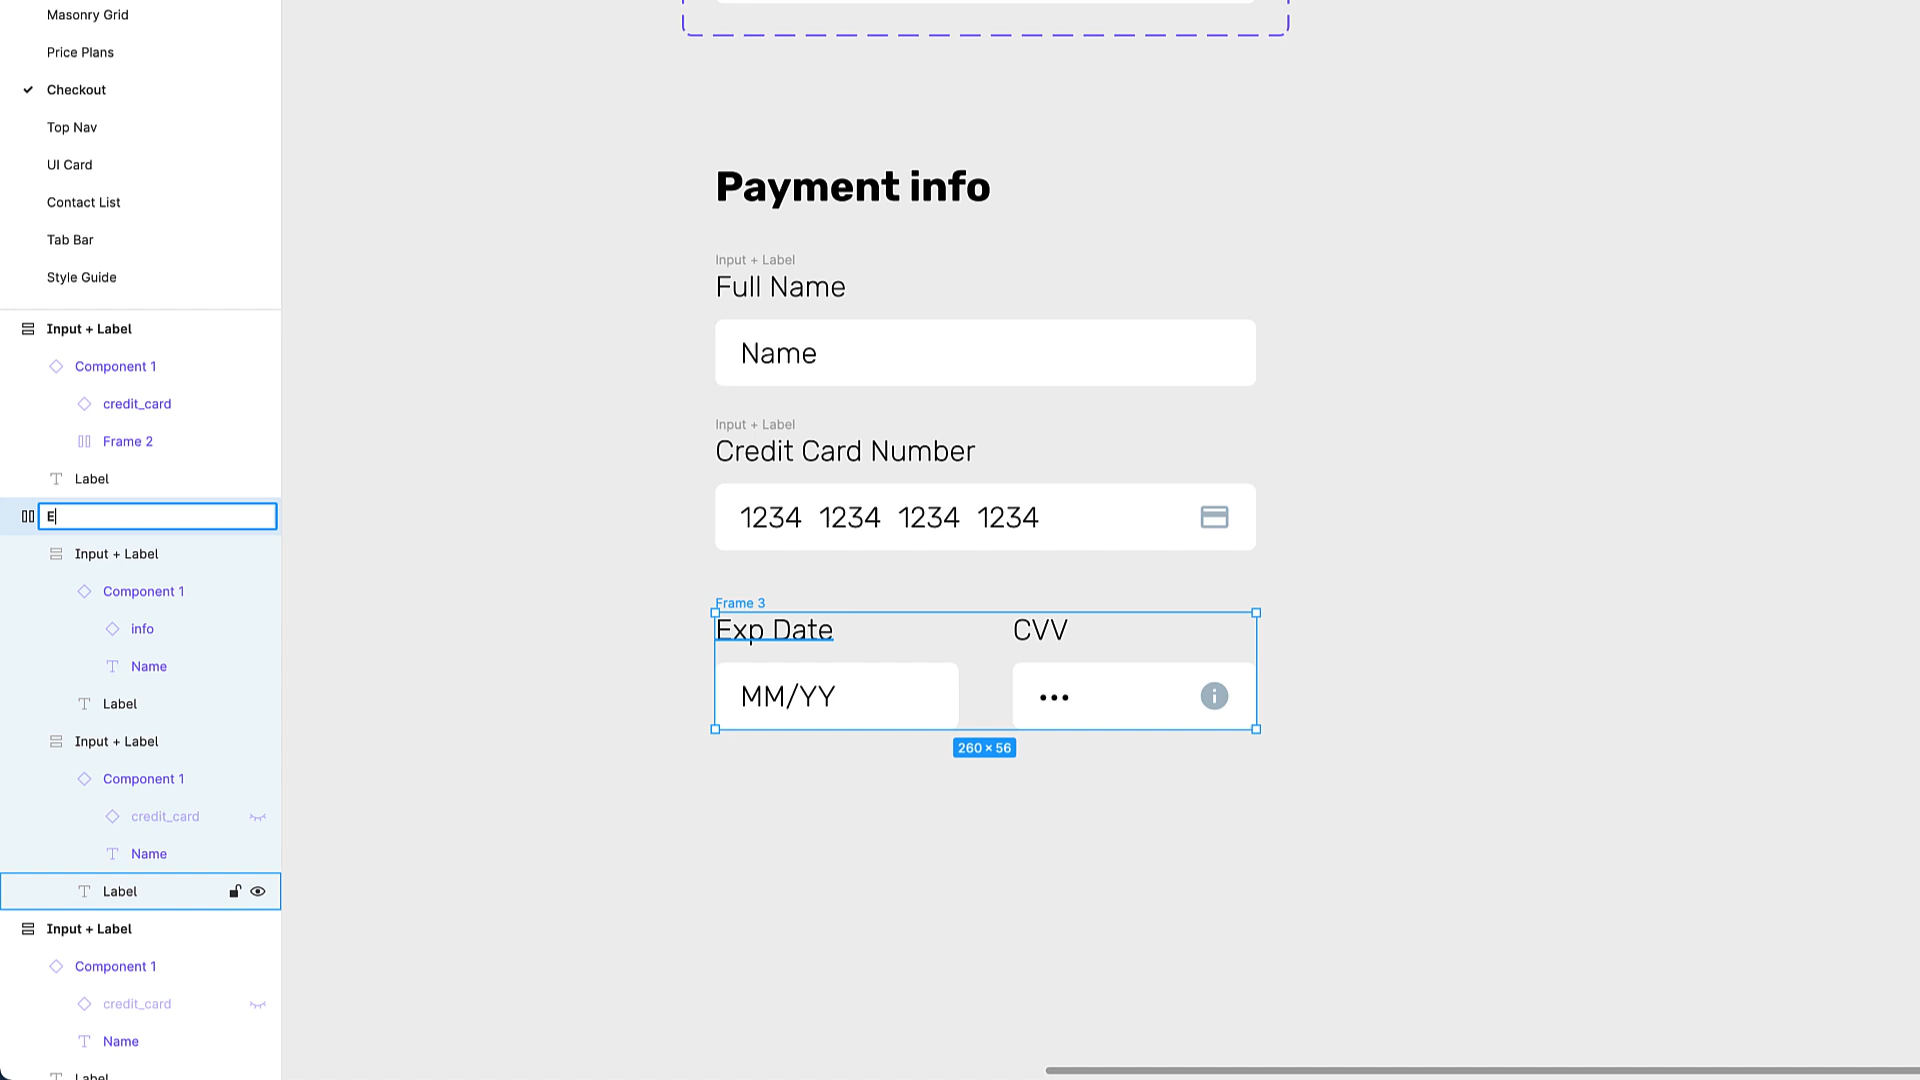 Masonry Grid
Price Plans
Checkout
Top Nav
UI Card
Contact List
Tab Bar
Style Guide
Input + Label
Component 1
credit_card
Frame 2
Label
E
Input + Label
Component 1
info
Name
Label
Input + Label
Component 1
credit_card
Name
Label
Input + Label
Component 1
credit_card
Name
Label
Payment info
Input + Label
Full Name
Name
Input + Label
Credit Card Number
1234 1234 1234 1234
Frame 3
Exp Date
CVV
MM/YY
•••
260 × 56